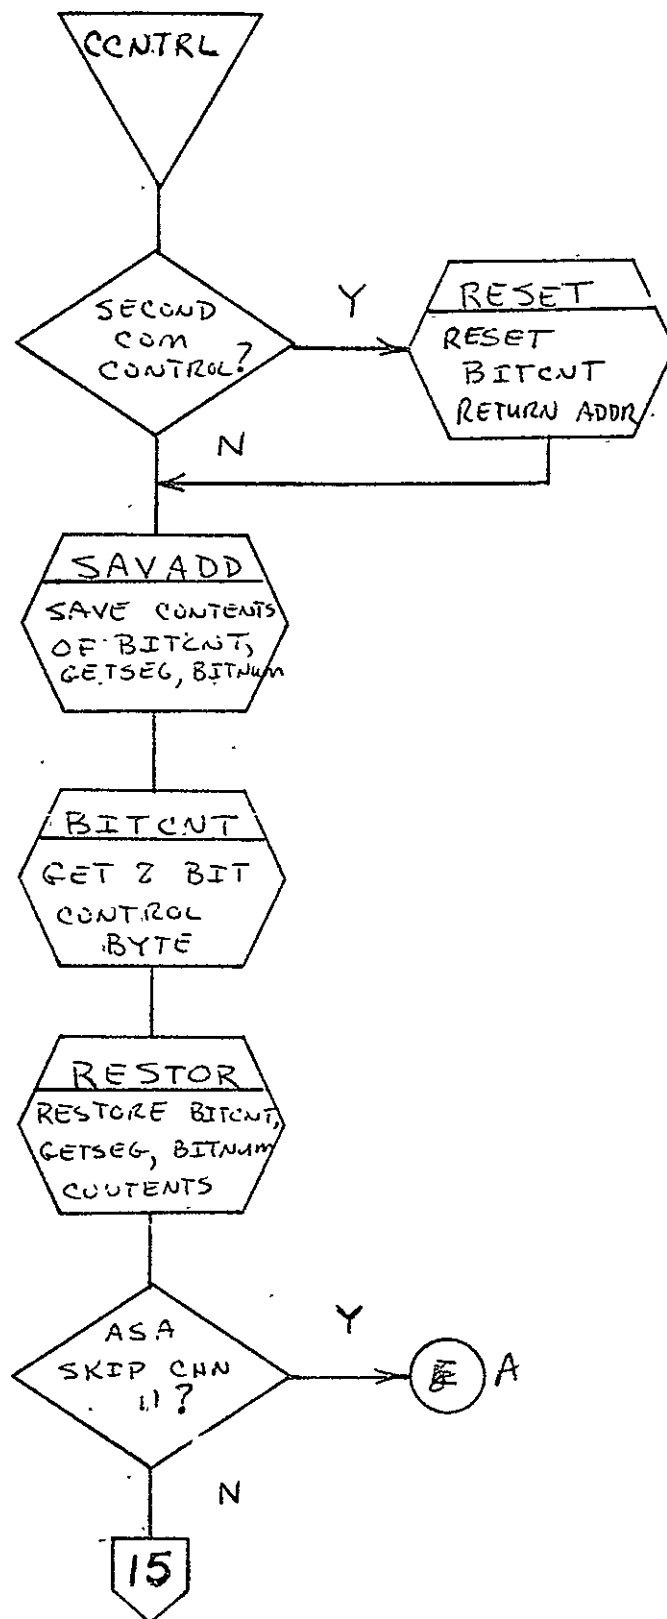 CCNTRL
SECOND
COM
CONTROL?
Y
RESET
RESET
BITCNT
RETURN ADDR
N
SAVADD
SAVE CONTENTS
OF BITCNT,
GETSEG, BITNUM
BITCNT
GET 8 BIT
CONTROL
BYTE
RESTOR
RESTORE BITCNT,
GETSEG, BITNUM
CONTENTS
ASA
SKIP CHN
11?
Y
A
N
15